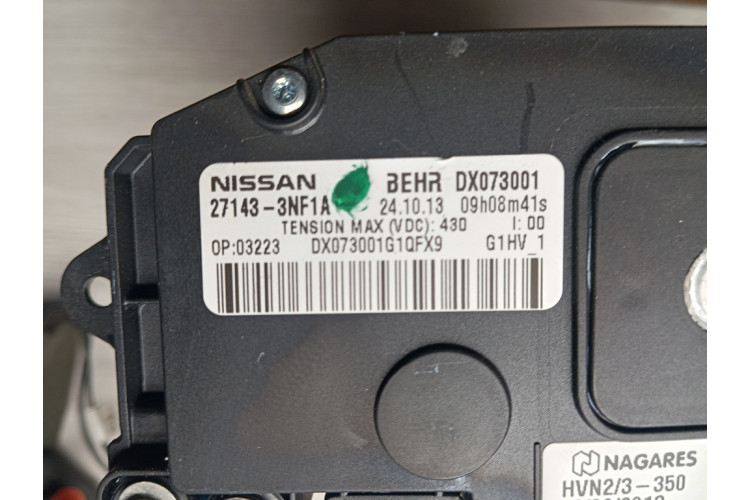 NISSAN BEHR DX073001
27143-3NF1A 24.10.13 09h08m41s
TENSION MAX (VDC): 430 I: 00
OP:03223 DX073001G1QFX9 G1HV_1
NAGARES
HVN2/3-350